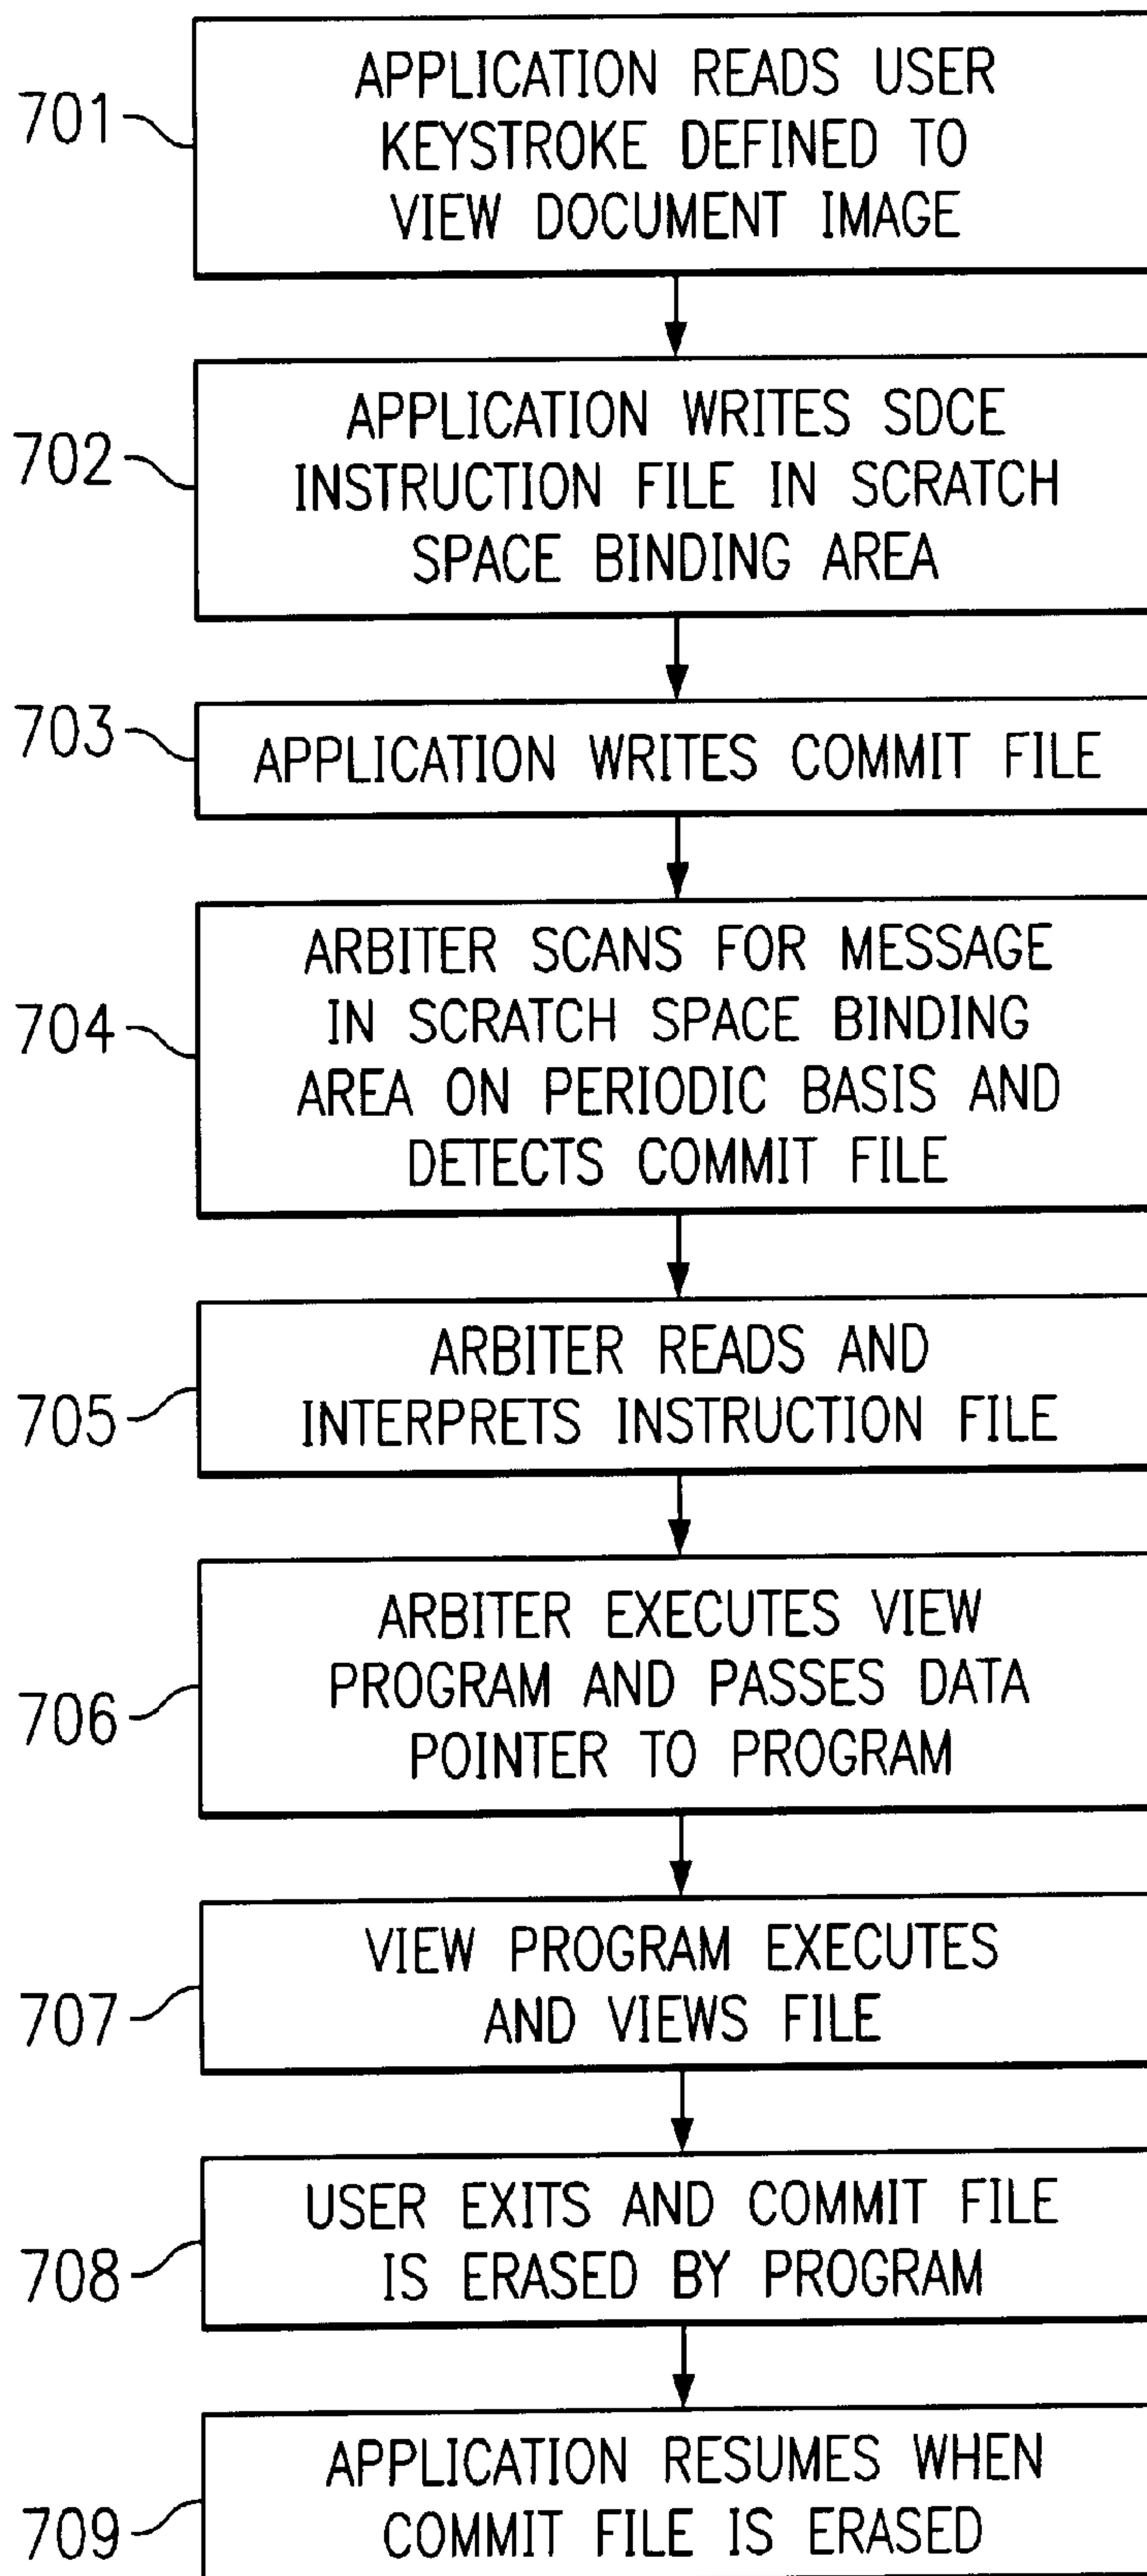 701
APPLICATION READS USER
KEYSTROKE DEFINED TO
VIEW DOCUMENT IMAGE
702
APPLICATION WRITES SDCE
INSTRUCTION FILE IN SCRATCH
SPACE BINDING AREA
703
APPLICATION WRITES COMMIT FILE
704
ARBITER SCANS FOR MESSAGE
IN SCRATCH SPACE BINDING
AREA ON PERIODIC BASIS AND
DETECTS COMMIT FILE
705
ARBITER READS AND
INTERPRETS INSTRUCTION FILE
706
ARBITER EXECUTES VIEW
PROGRAM AND PASSES DATA
POINTER TO PROGRAM
707
VIEW PROGRAM EXECUTES
AND VIEWS FILE
708
USER EXITS AND COMMIT FILE
IS ERASED BY PROGRAM
709
APPLICATION RESUMES WHEN
COMMIT FILE IS ERASED